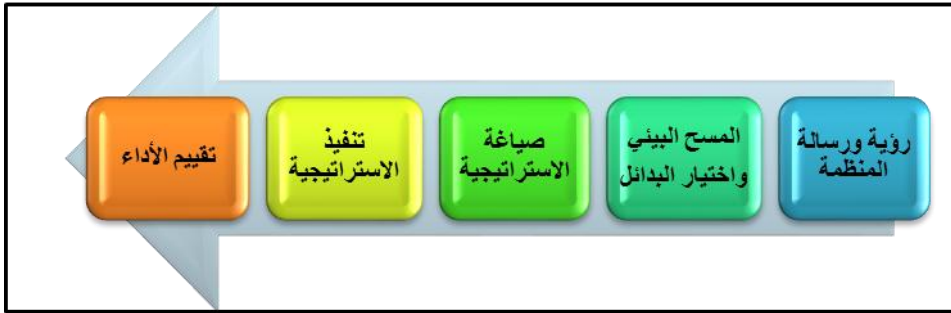 رؤية ورسالة
المنظمة
المسح البيئي
واختيار البدائل
صياغة
الاستراتيجية
تنفيذ
الاستراتيجية
تقييم الأداء